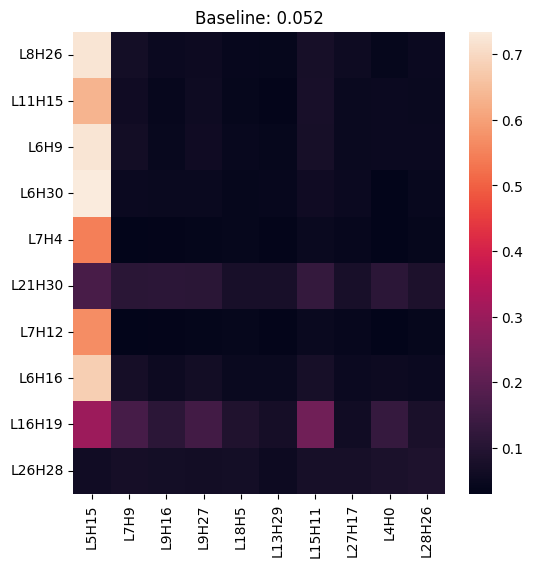 Baseline: 0.052
L8H26
L11H15
L6H9
L6H30
L7H4
L21H30
L7H12
L6H16
L16H19
L26H28
L5H15
L7H9
L9H16
L9H27
L18H5
L13H29
L15H11
L27H17
L4H0
L28H26
0.7
0.6
0.5
0.4
0.3
0.2
0.1